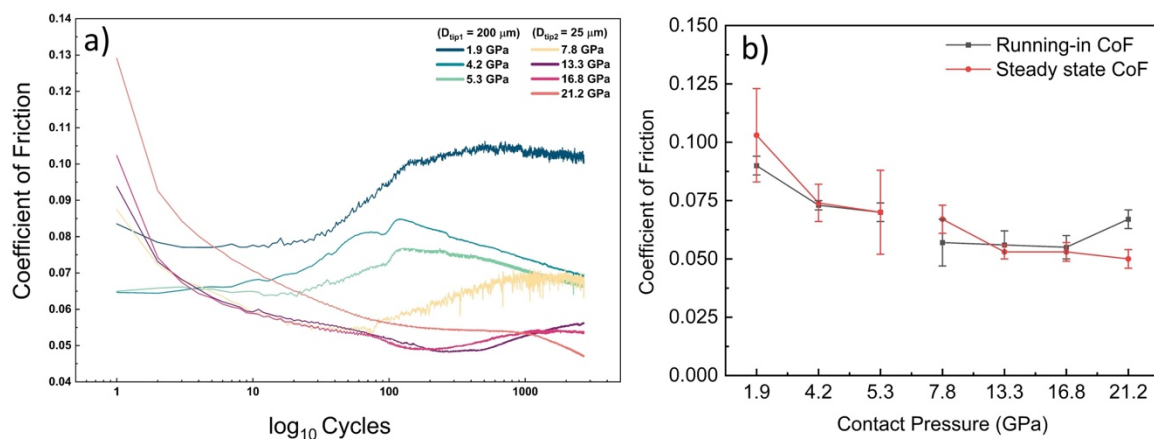 a)
(Dtip1 = 200 μm) (Dtip2 = 25 μm)
1.9 GPa 7.8 GPa
4.2 GPa 13.3 GPa
5.3 GPa 16.8 GPa
21.2 GPa
0.14
0.13
0.12
0.11
0.10
0.09
0.08
0.07
0.06
0.05
0.04
Coefficient of Friction
1 10 100 1000
log10 Cycles
b)
Running-in CoF
Steady state CoF
0.150
0.125
0.100
0.075
0.050
0.025
0.000
Coefficient of Friction
1.9 4.2 5.3 7.8 13.3 16.8 21.2
Contact Pressure (GPa)